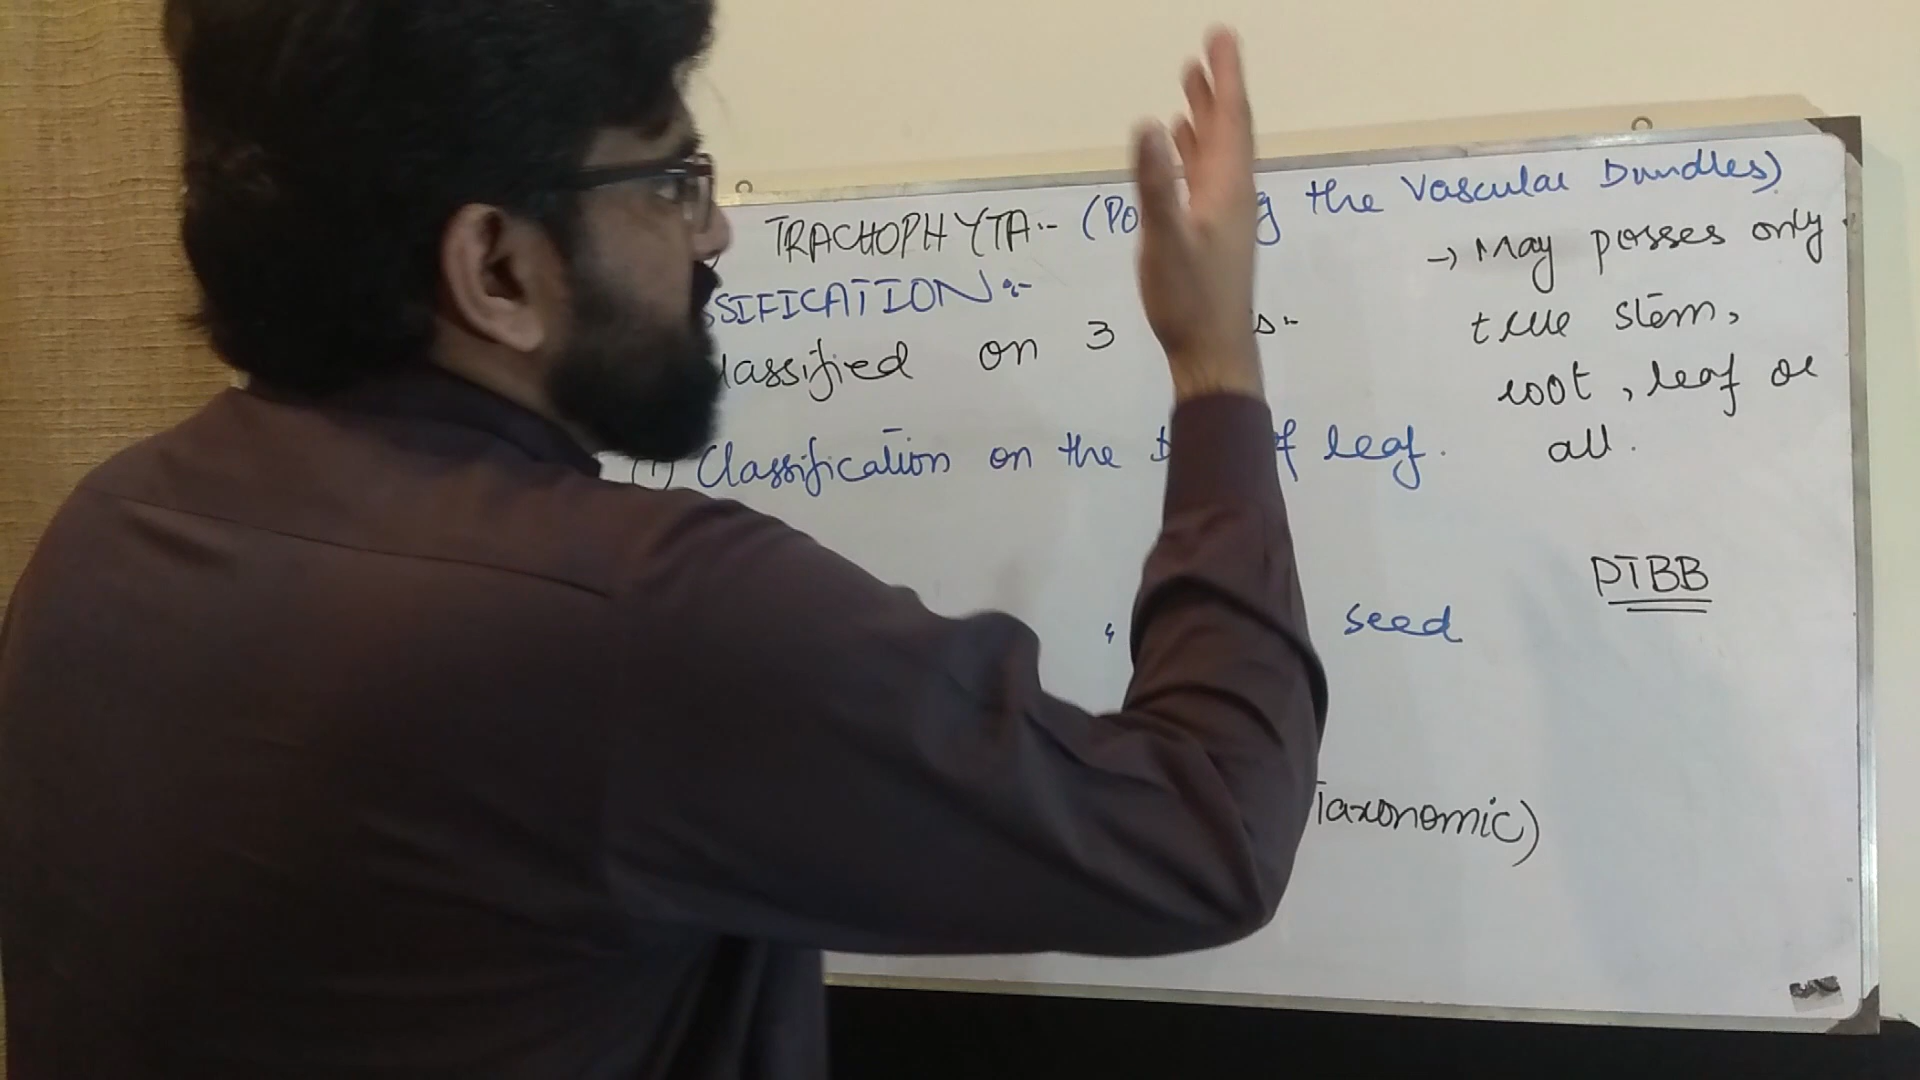 TRACHOPHYTA:- (Po g the Vascular Bundles)
→ May posses only
true stem,
root, leaf or
all.
SSIFICATION:-
lassified on 3 s:-
(1) Classification on the b f leaf.
PTBB
" seed
Taxonomic)